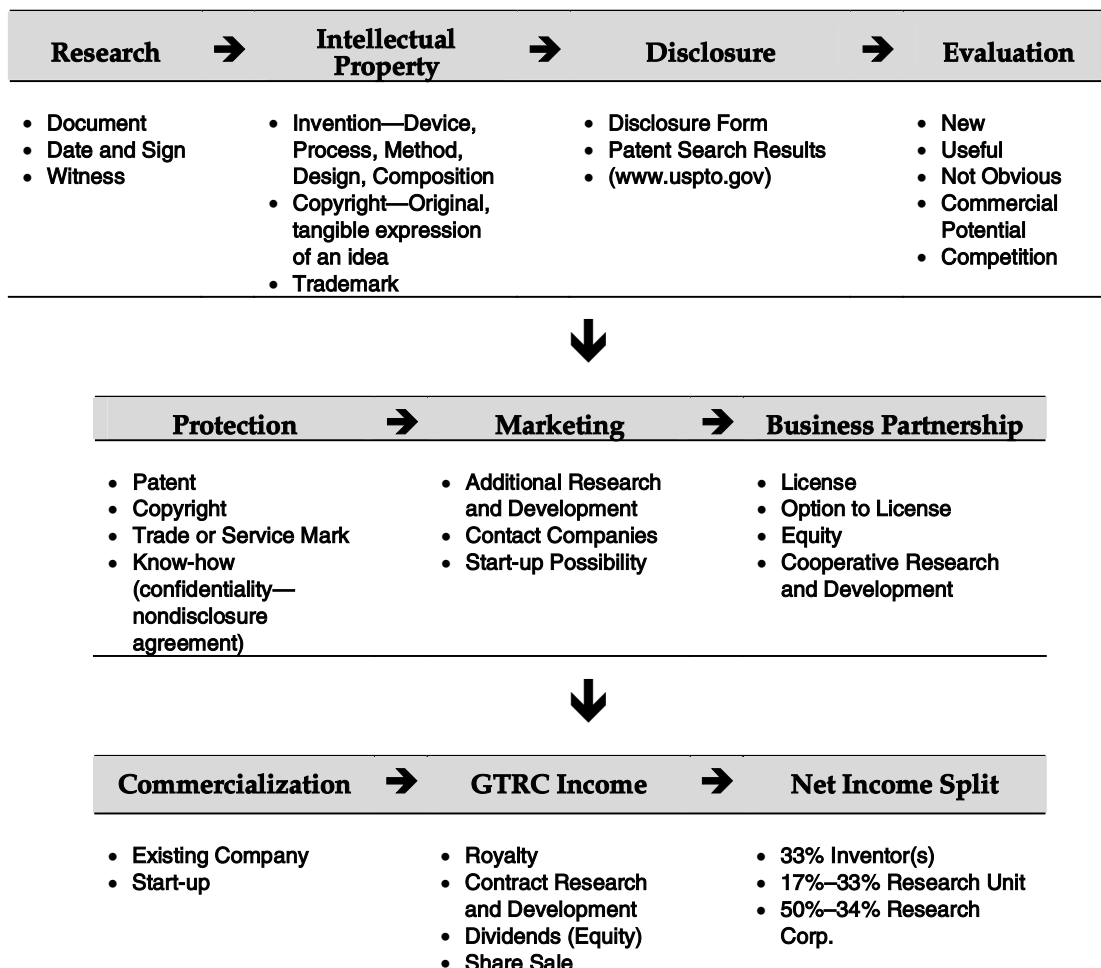 Research ➔ Intellectual Property ➔ Disclosure ➔ Evaluation
• Document
• Date and Sign
• Witness
• Invention—Device,
Process, Method,
Design, Composition
• Copyright—Original,
tangible expression
of an idea
• Trademark
• Disclosure Form
• Patent Search Results
• (www.uspto.gov)
• New
• Useful
• Not Obvious
• Commercial
Potential
• Competition
Protection ➔ Marketing ➔ Business Partnership
• Patent
• Copyright
• Trade or Service Mark
• Know-how
(confidentiality—
nondisclosure
agreement)
• Additional Research
and Development
• Contact Companies
• Start-up Possibility
• License
• Option to License
• Equity
• Cooperative Research
and Development
Commercialization ➔ GTRC Income ➔ Net Income Split
• Existing Company
• Start-up
• Royalty
• Contract Research
and Development
• Dividends (Equity)
• Share Sale
• 33% Inventor(s)
• 17%–33% Research Unit
• 50%–34% Research
Corp.